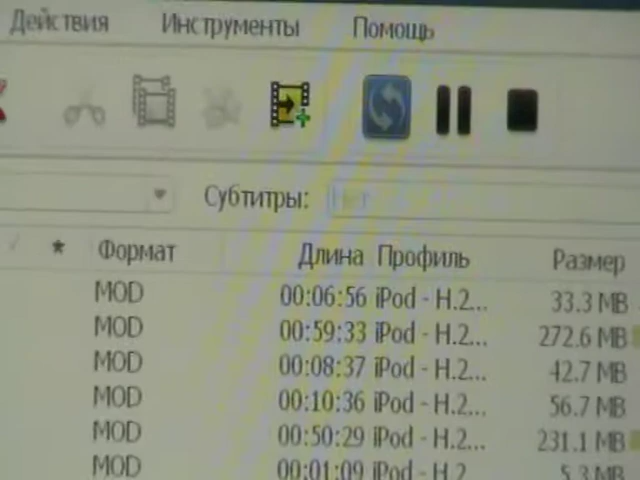 Действия Инструменты Помощь
Субтитры: Нет
* Формат Длина Профиль Размер
MOD 00:06:56 iPod - H.2... 33.3 MB
MOD 00:59:33 iPod - H.2... 272.6 MB
MOD 00:08:37 iPod - H.2... 42.7 MB
MOD 00:10:36 iPod - H.2... 56.7 MB
MOD 00:50:29 iPod - H.2... 231.1 MB
MOD 00:01:09 iPod - H.2 5.3 MB